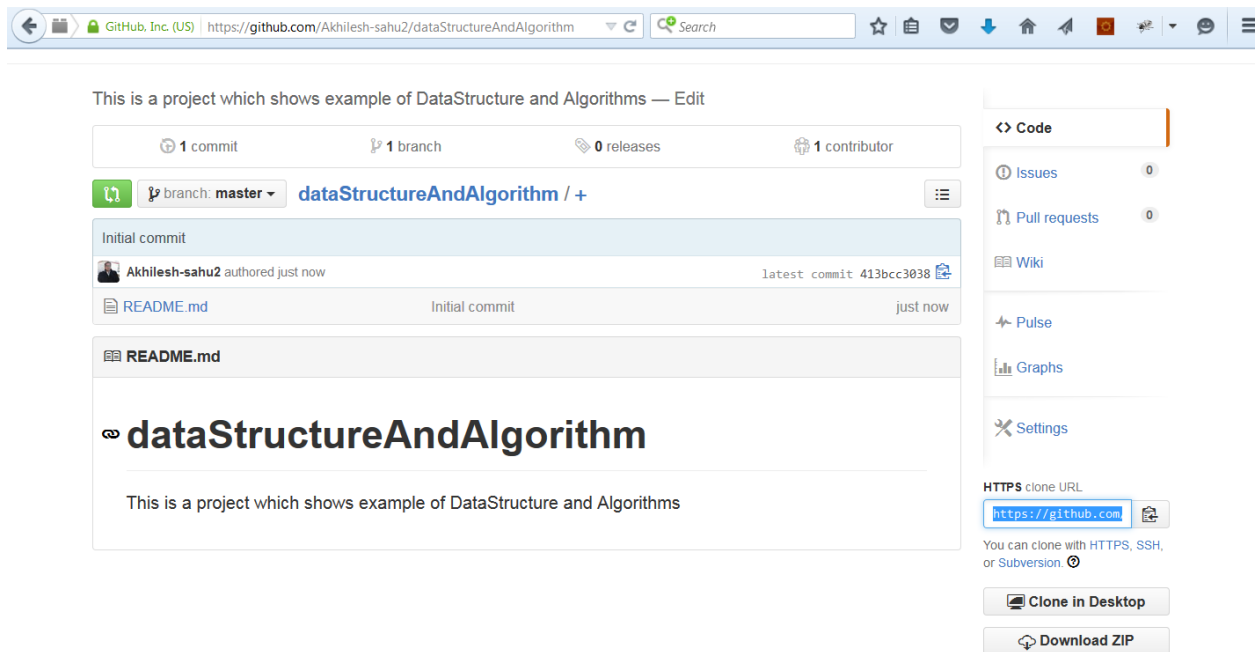 GitHub, Inc. (US) https://github.com/Akhilesh-sahu2/dataStructureAndAlgorithm Search
This is a project which shows example of DataStructure and Algorithms — Edit
1 commit 1 branch 0 releases 1 contributor
branch: master dataStructureAndAlgorithm / +
Initial commit
Akhilesh-sahu2 authored just now latest commit 413bcc3038
README.md Initial commit just now
README.md
dataStructureAndAlgorithm
This is a project which shows example of DataStructure and Algorithms
<> Code
Issues 0
Pull requests 0
Wiki
Pulse
Graphs
Settings
HTTPS clone URL
https://github.com/
You can clone with HTTPS, SSH,
or Subversion.
Clone in Desktop
Download ZIP